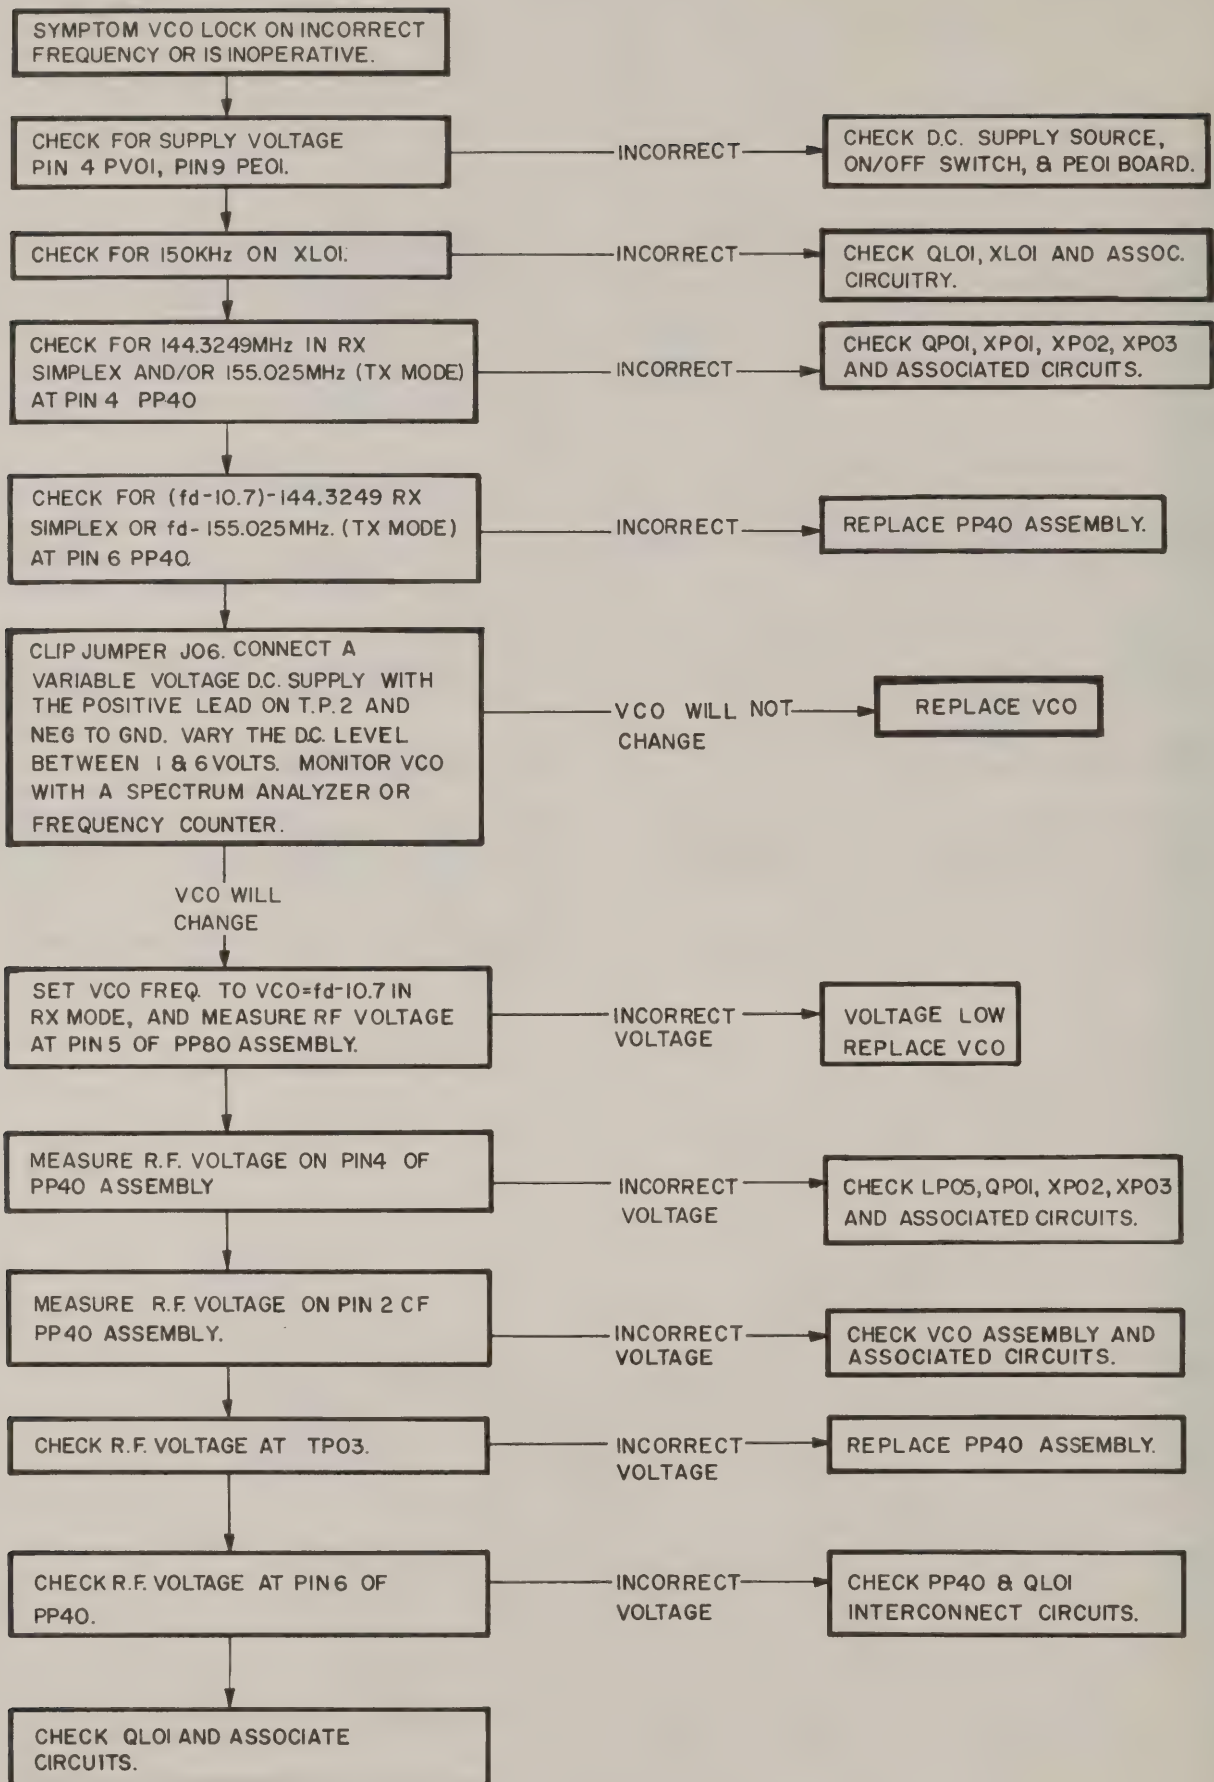 SYMPTOM VCO LOCK ON INCORRECT
FREQUENCY OR IS INOPERATIVE.
CHECK FOR SUPPLY VOLTAGE
PIN 4 PV01, PIN 9 PE01.
INCORRECT
CHECK D.C. SUPPLY SOURCE,
ON/OFF SWITCH, & PE01 BOARD.
CHECK FOR 150KHz ON XL01.
INCORRECT
CHECK QL01, XL01 AND ASSOC.
CIRCUITRY.
CHECK FOR 144.3249MHz IN RX
SIMPLEX AND/OR 155.025MHz (TX MODE)
AT PIN 4 PP40
INCORRECT
CHECK QP01, XP01, XP02, XP03
AND ASSOCIATED CIRCUITS.
CHECK FOR (fd-10.7)-144.3249 RX
SIMPLEX OR fd-155.025MHz. (TX MODE)
AT PIN 6 PP40.
INCORRECT
REPLACE PP40 ASSEMBLY.
CLIP JUMPER J06. CONNECT A
VARIABLE VOLTAGE D.C. SUPPLY WITH
THE POSITIVE LEAD ON T.P.2 AND
NEG TO GND. VARY THE D.C. LEVEL
BETWEEN 1 & 6 VOLTS. MONITOR VCO
WITH A SPECTRUM ANALYZER OR
FREQUENCY COUNTER.
VCO WILL NOT
CHANGE
REPLACE VCO
VCO WILL
CHANGE
SET VCO FREQ. TO VCO=fd-10.7 IN
RX MODE, AND MEASURE RF VOLTAGE
AT PIN 5 OF PP80 ASSEMBLY.
INCORRECT
VOLTAGE
VOLTAGE LOW
REPLACE VCO
MEASURE R.F. VOLTAGE ON PIN4 OF
PP40 ASSEMBLY
INCORRECT
VOLTAGE
CHECK LP05, QP01, XP02, XP03
AND ASSOCIATED CIRCUITS.
MEASURE R.F. VOLTAGE ON PIN 2 CF
PP40 ASSEMBLY.
INCORRECT
VOLTAGE
CHECK VCO ASSEMBLY AND
ASSOCIATED CIRCUITS.
CHECK R.F. VOLTAGE AT TP03.
INCORRECT
VOLTAGE
REPLACE PP40 ASSEMBLY.
CHECK R.F. VOLTAGE AT PIN 6 OF
PP40.
INCORRECT
VOLTAGE
CHECK PP40 & QL01
INTERCONNECT CIRCUITS.
CHECK QL01 AND ASSOCIATE
CIRCUITS.